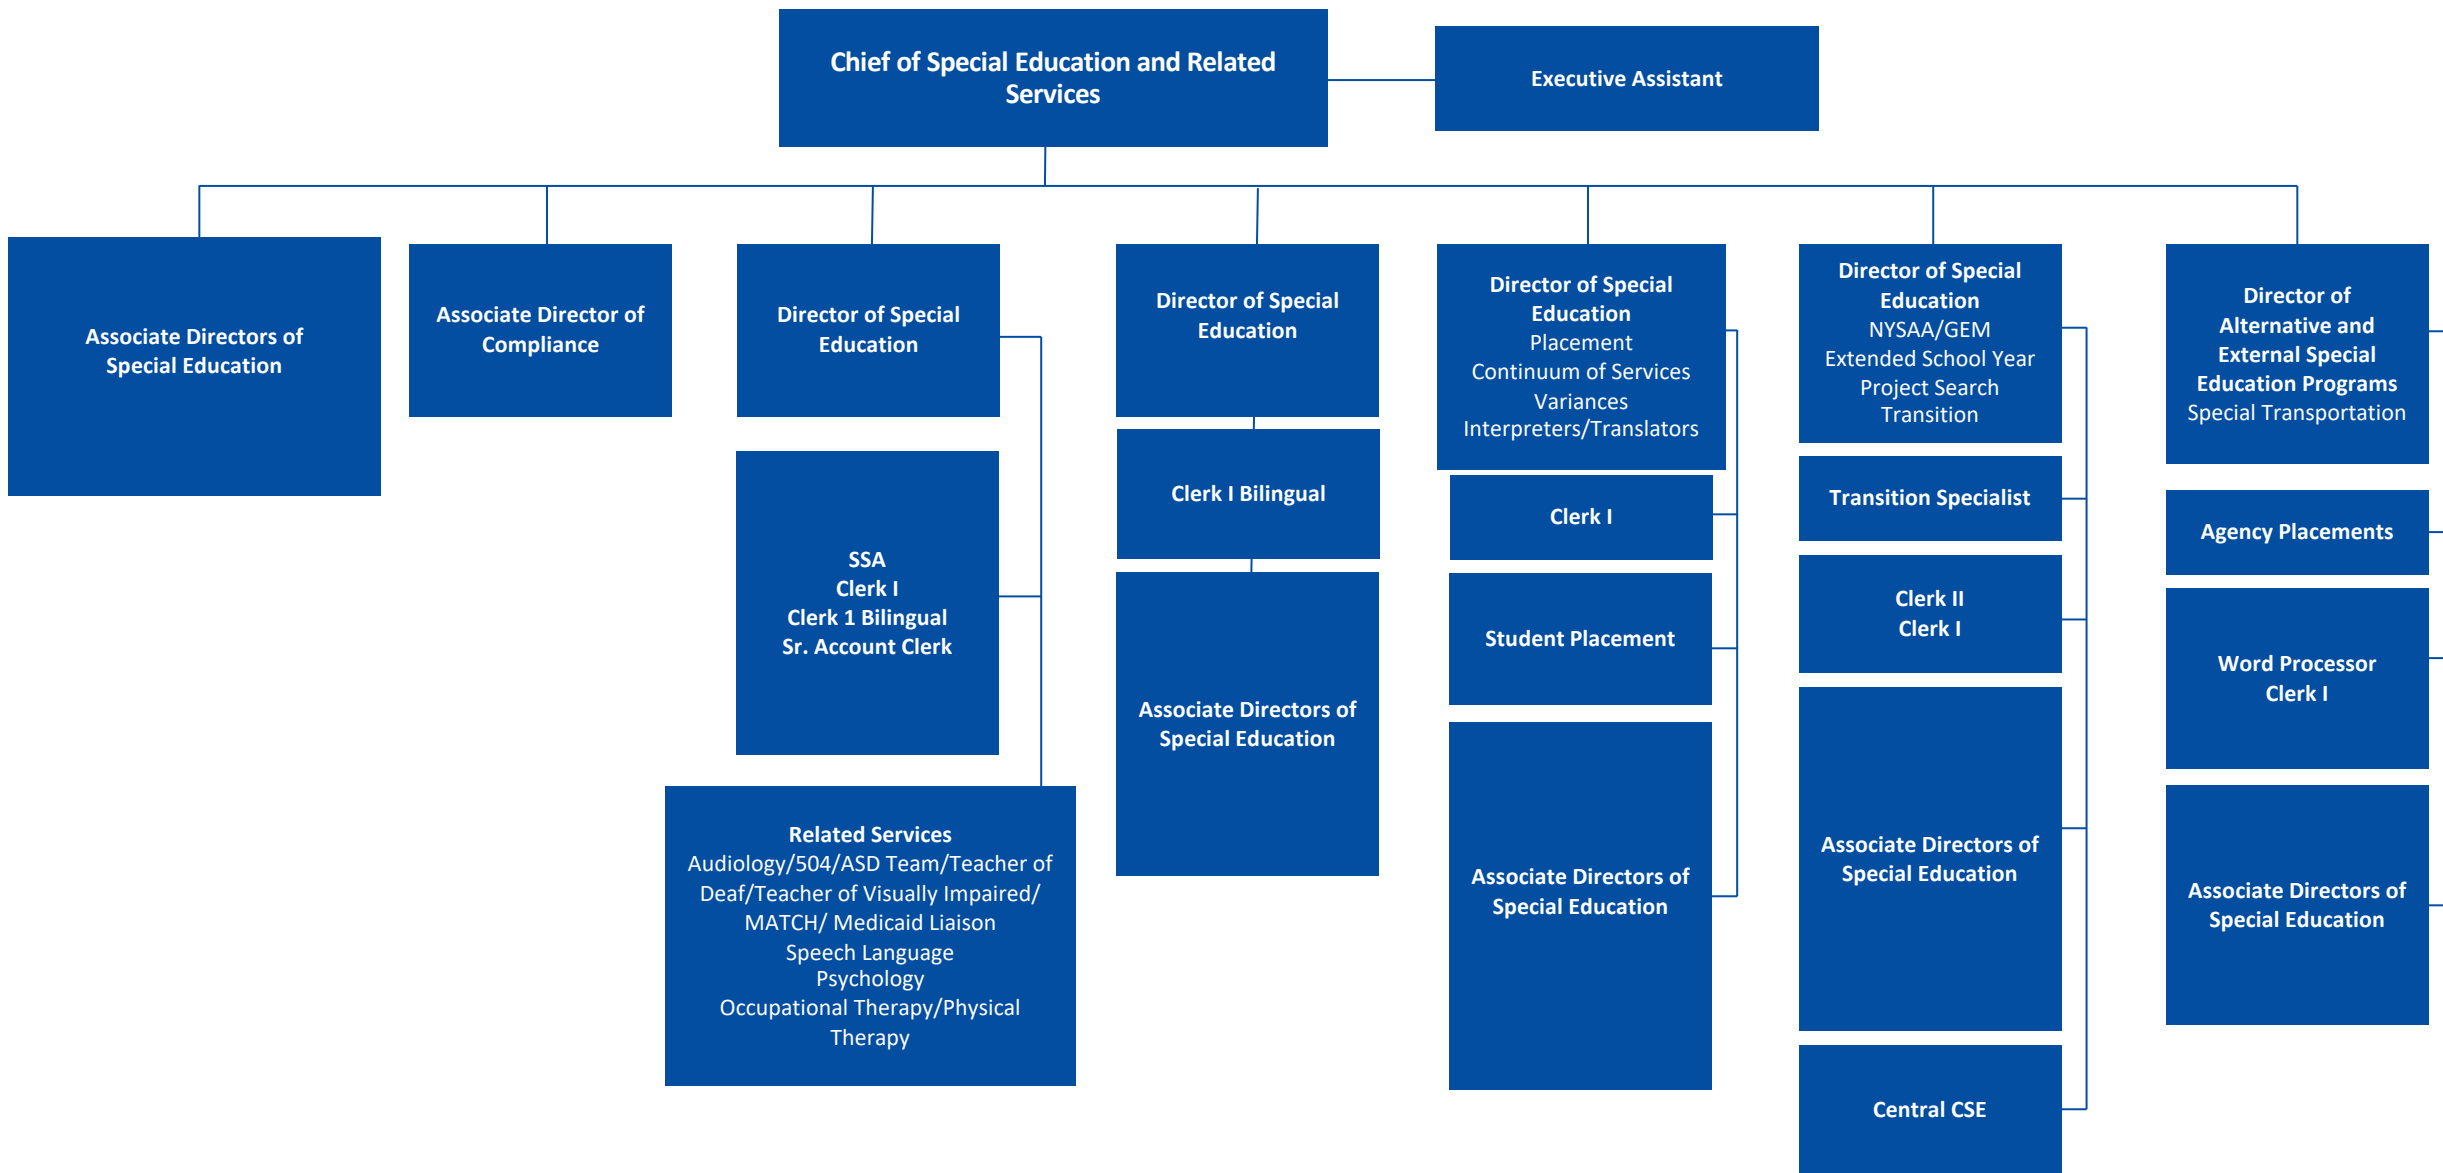 Chief of Special Education and Related
Services
Executive Assistant
Associate Directors of
Special Education
Associate Director of
Compliance
Director of Special
Education
SSA
Clerk I
Clerk 1 Bilingual
Sr. Account Clerk
Related Services
Audiology/504/ASD Team/Teacher of
Deaf/Teacher of Visually Impaired/
MATCH/ Medicaid Liaison
Speech Language
Psychology
Occupational Therapy/Physical
Therapy
Director of Special
Education
Clerk I Bilingual
Associate Directors of
Special Education
Director of Special
Education
Placement
Continuum of Services
Variances
Interpreters/Translators
Clerk I
Student Placement
Associate Directors of
Special Education
Director of Special
Education
NYSAA/GEM
Extended School Year
Project Search
Transition
Transition Specialist
Clerk II
Clerk I
Associate Directors of
Special Education
Central CSE
Director of
Alternative and
External Special
Education Programs
Special Transportation
Agency Placements
Word Processor
Clerk I
Associate Directors of
Special Education